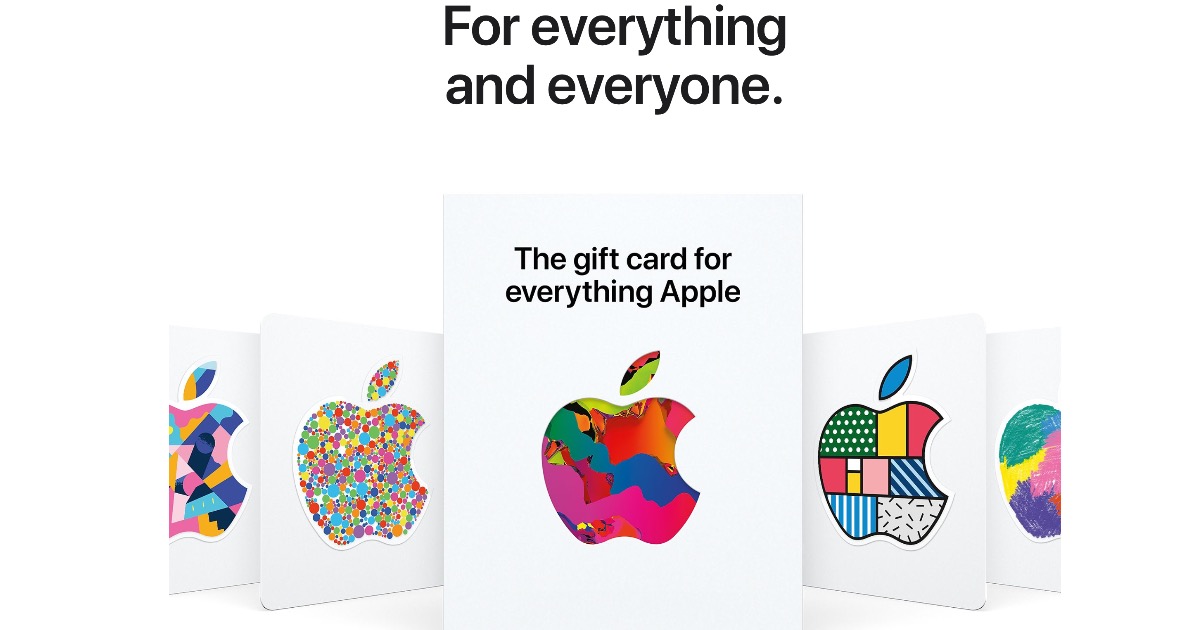 For everything
and everyone.
The gift card for
everything Apple